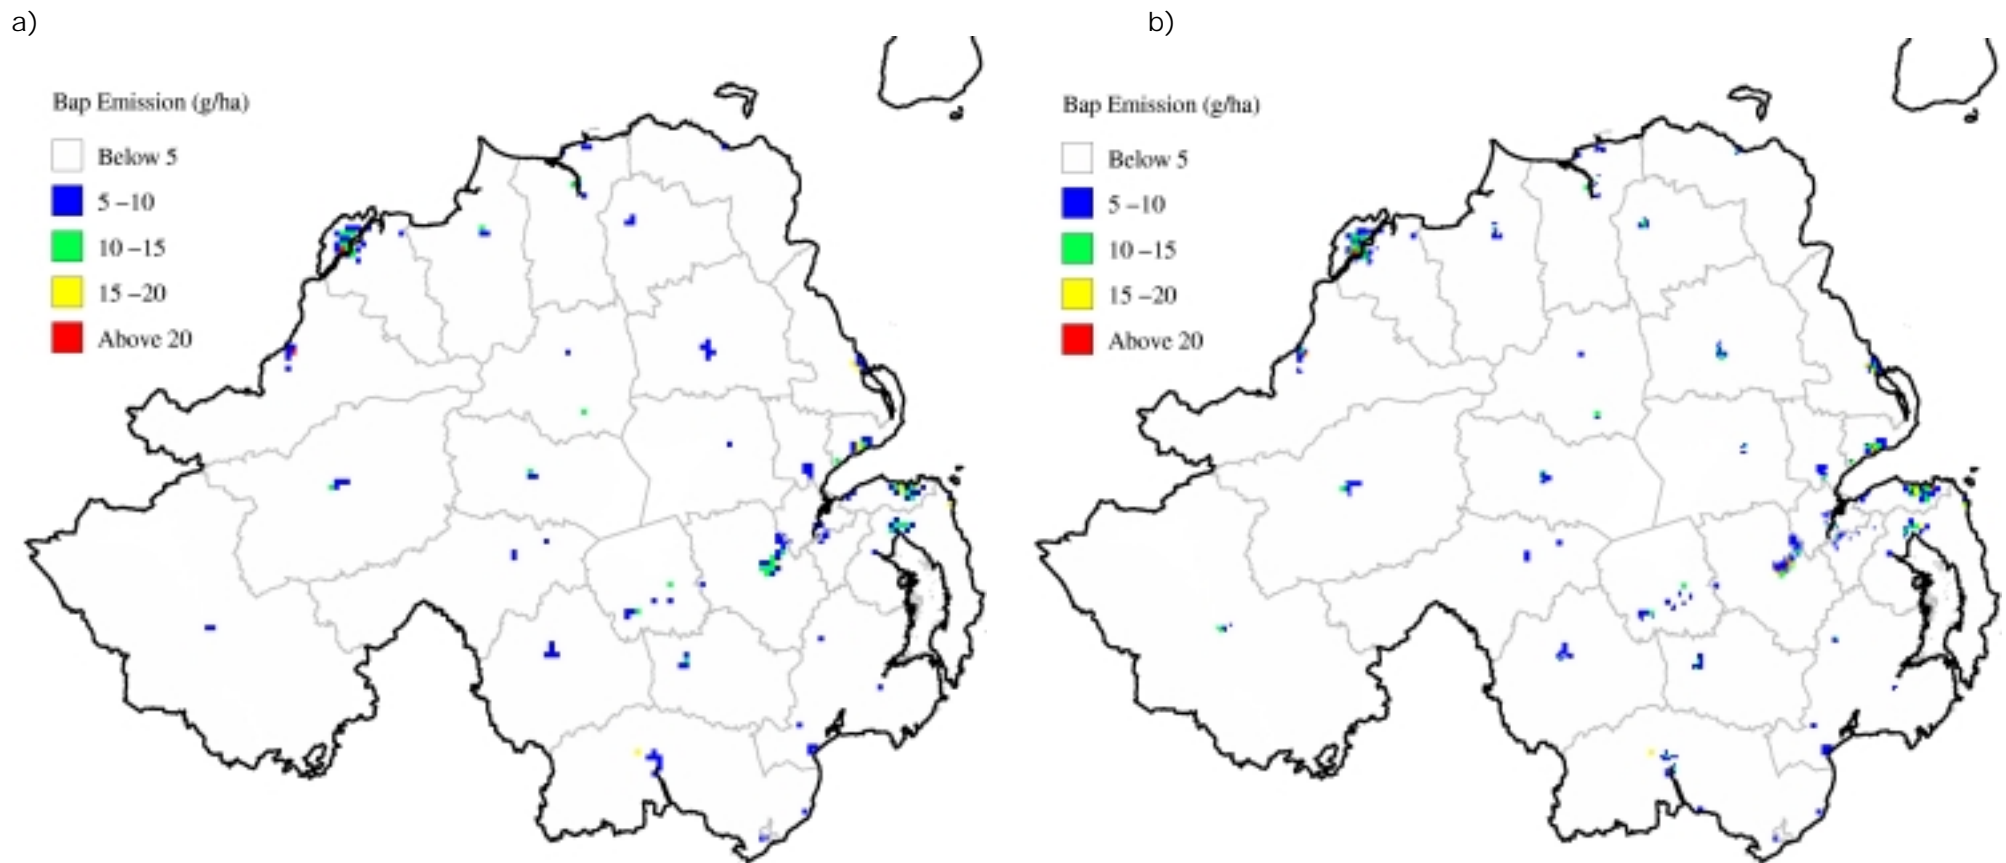 a)
Bap Emission (g/ha)
Below 5
5 –10
10 –15
15 –20
Above 20
b)
Bap Emission (g/ha)
Below 5
5 –10
10 –15
15 –20
Above 20